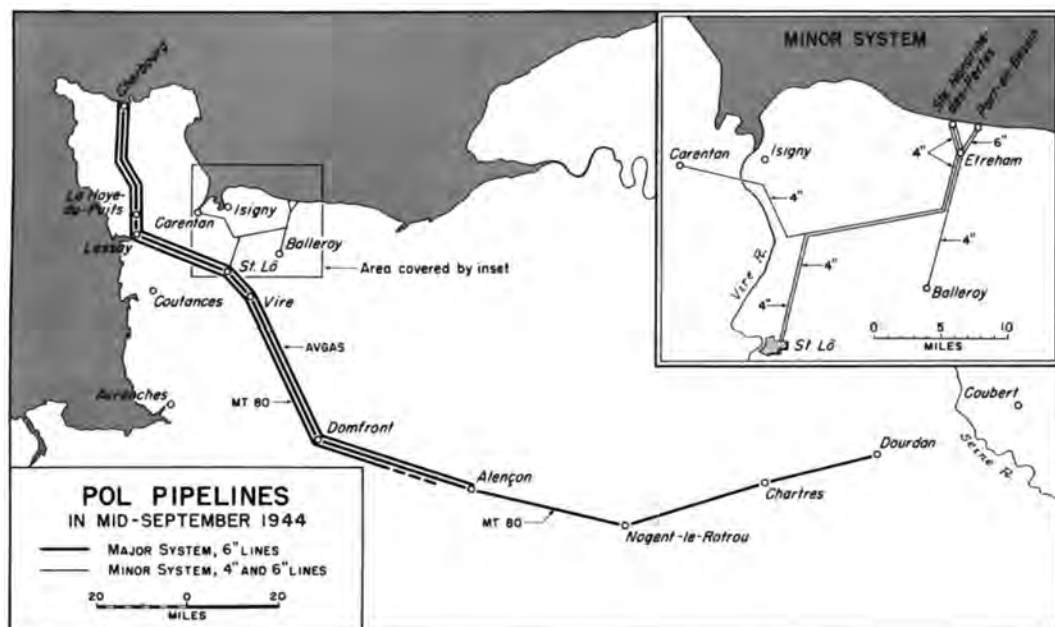 Cherbourg
La Haye-
du-Puits
Lessay
Carentan
Isigny
Balleroy
St. Lô
Area covered by inset
Coutances
Vire
AVGAS
Avranches
MT 80
Domfront
Alençon
MT 80
Nogent-le-Rotrou
Chartres
Dourdan
Coubert
Seine R.
MINOR SYSTEM
Ste. Honorine-
des-Pertes
Port-en-Bessin
Carentan
Isigny
4"
6"
Etreham
4"
4"
4"
4"
Vire R.
Balleroy
St. Lô
0 5 10
MILES
POL PIPELINES
IN MID-SEPTEMBER 1944
MAJOR SYSTEM, 6" LINES
MINOR SYSTEM, 4" AND 6" LINES
20 0 20
MILES